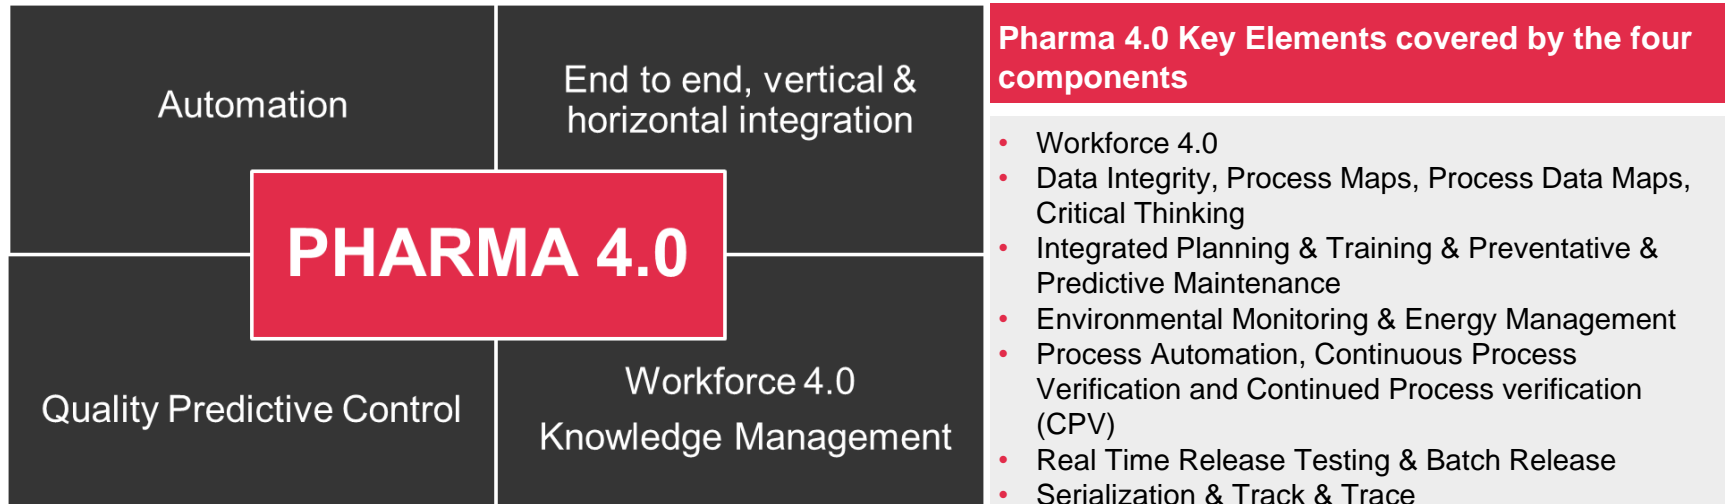 Automation
End to end, vertical &
horizontal integration
PHARMA 4.0
Quality Predictive Control
Workforce 4.0
Knowledge Management
Pharma 4.0 Key Elements covered by the four
components
• Workforce 4.0
• Data Integrity, Process Maps, Process Data Maps,
Critical Thinking
• Integrated Planning & Training & Preventative &
Predictive Maintenance
• Environmental Monitoring & Energy Management
• Process Automation, Continuous Process
Verification and Continued Process verification
(CPV)
• Real Time Release Testing & Batch Release
• Serialization & Track & Trace